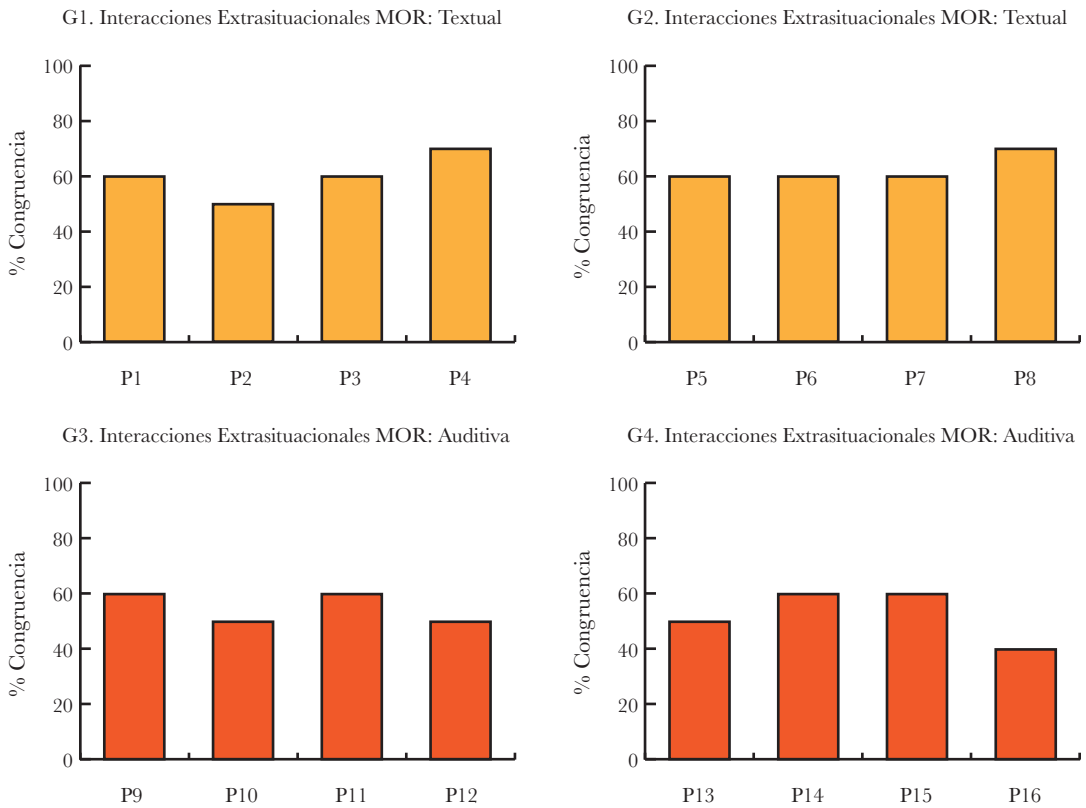 G1. Interacciones Extrasituacionales MOR: Textual
% Congruencia
100
80
60
40
20
0
P1 P2 P3 P4
G2. Interacciones Extrasituacionales MOR: Textual
% Congruencia
100
80
60
40
20
0
P5 P6 P7 P8
G3. Interacciones Extrasituacionales MOR: Auditiva
% Congruencia
100
80
60
40
20
0
P9 P10 P11 P12
G4. Interacciones Extrasituacionales MOR: Auditiva
% Congruencia
100
80
60
40
20
0
P13 P14 P15 P16